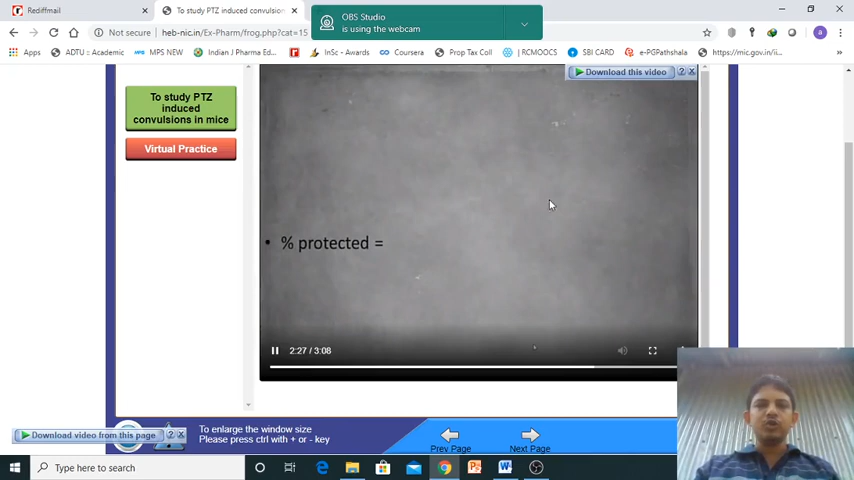 Rediffmail
To study PTZ induced convulsion
OBS Studio
is using the webcam
Not secure
heb-nic.in/Ex-Pharm/frog.php?cat=15
Apps
ADTU :: Academic
MPS NEW
Indian J Pharma Ed...
InSc - Awards
Coursera
Prop Tax Coll
||RCMOOCS
SBI CARD
e-PGPathshala
https://mic.gov.in/ii...
To study PTZ
induced
convulsions in mice
Virtual Practice
Download this video
?
X
• % protected =
2:27 / 3:08
Download video from this page
?
X
To enlarge the window size
Please press ctrl with + or - key
Prev Page
Next Page
Type here to search